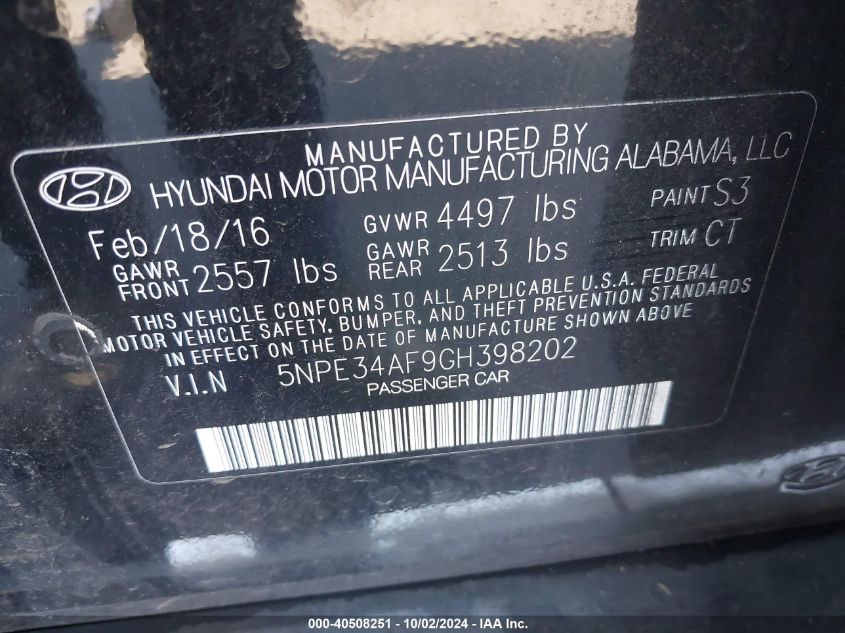 MANUFACTURED BY
HYUNDAI MOTOR MANUFACTURING ALABAMA, LLC
Feb/18/16 GVWR 4497 lbs PAINT S3
GAWR FRONT 2557 lbs GAWR REAR 2513 lbs TRIM CT
THIS VEHICLE CONFORMS TO ALL APPLICABLE U.S.A. FEDERAL
MOTOR VEHICLE SAFETY, BUMPER, AND THEFT PREVENTION STANDARDS
IN EFFECT ON THE DATE OF MANUFACTURE SHOWN ABOVE
V.I.N 5NPE34AF9GH398202
PASSENGER CAR
000-40508251 - 10/02/2024 - IAA Inc.